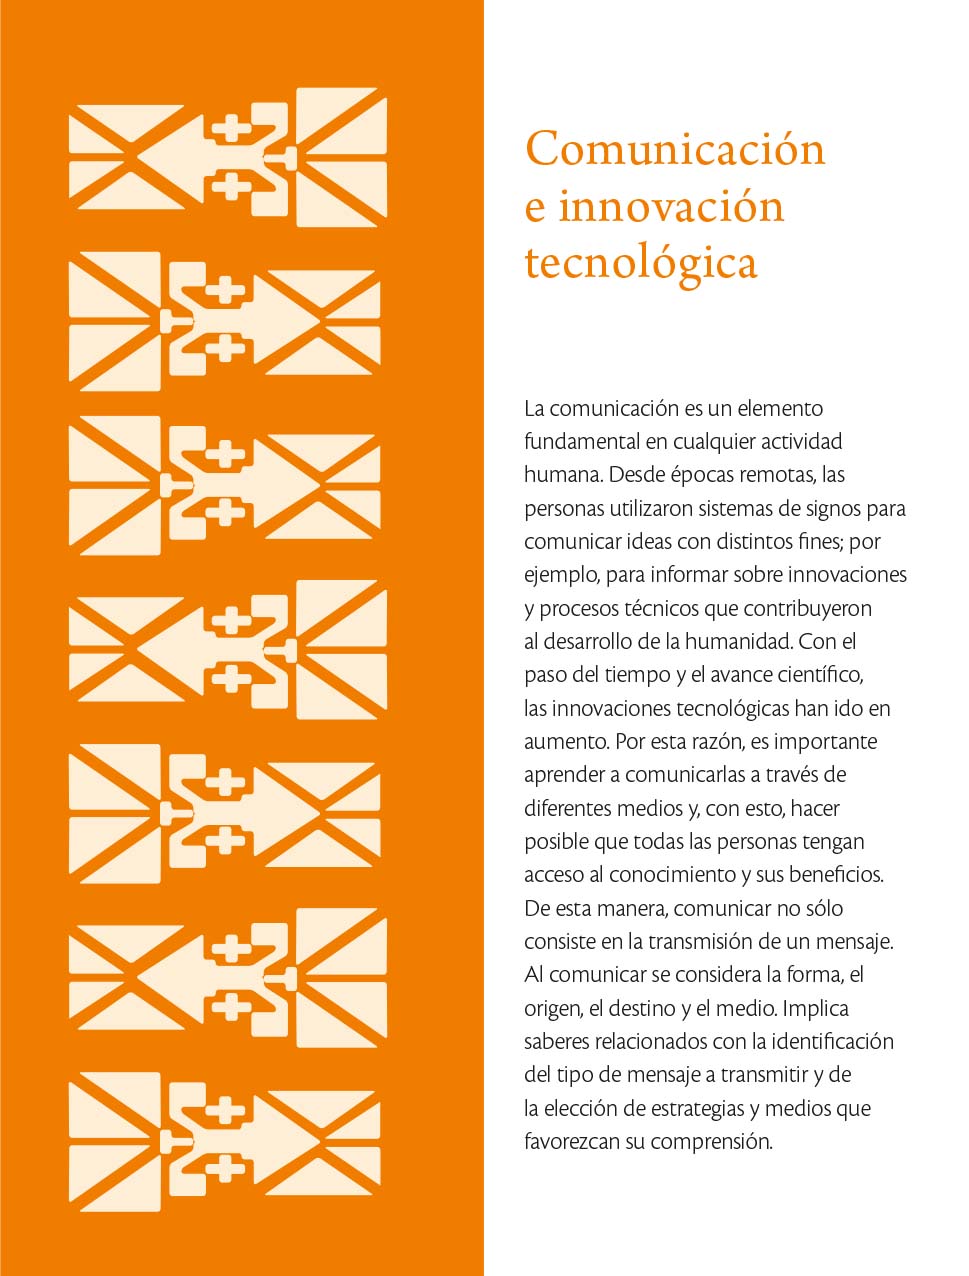 Comunicación
e innovación
tecnológica
La comunicación es un elemento
fundamental en cualquier actividad
humana. Desde épocas remotas, las
personas utilizaron sistemas de signos para
comunicar ideas con distintos fines; por
ejemplo, para informar sobre innovaciones
y procesos técnicos que contribuyeron
al desarrollo de la humanidad. Con el
paso del tiempo y el avance científico,
las innovaciones tecnológicas han ido en
aumento. Por esta razón, es importante
aprender a comunicarlas a través de
diferentes medios y, con esto, hacer
posible que todas las personas tengan
acceso al conocimiento y sus beneficios.
De esta manera, comunicar no sólo
consiste en la transmisión de un mensaje.
Al comunicar se considera la forma, el
origen, el destino y el medio. Implica
saberes relacionados con la identificación
del tipo de mensaje a transmitir y de
la elección de estrategias y medios que
favorezcan su comprensión.